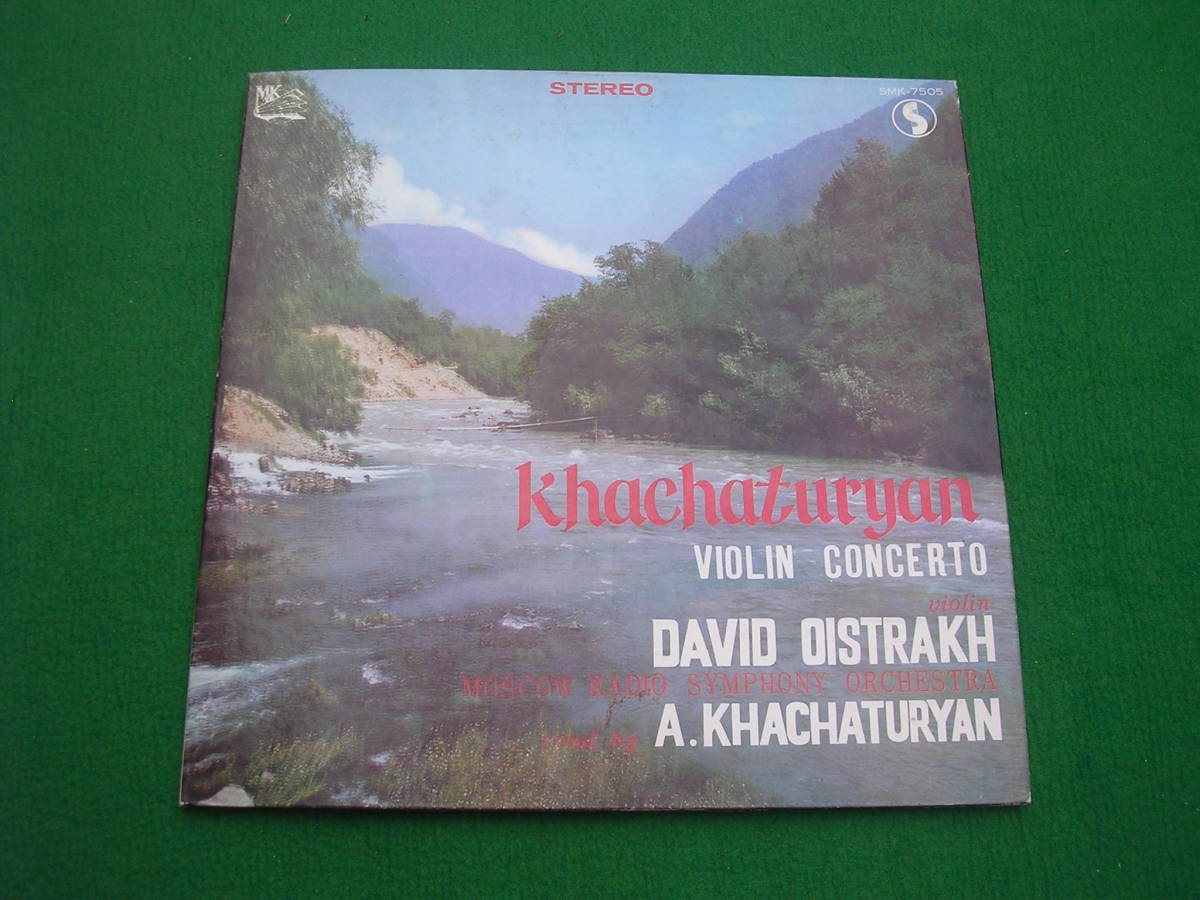 MK
STEREO
SMK-7505
S
khachaturyan
VIOLIN CONCERTO
violin
DAVID OISTRAKH
MOSCOW RADIO SYMPHONY ORCHESTRA
cond. by A. KHACHATURYAN